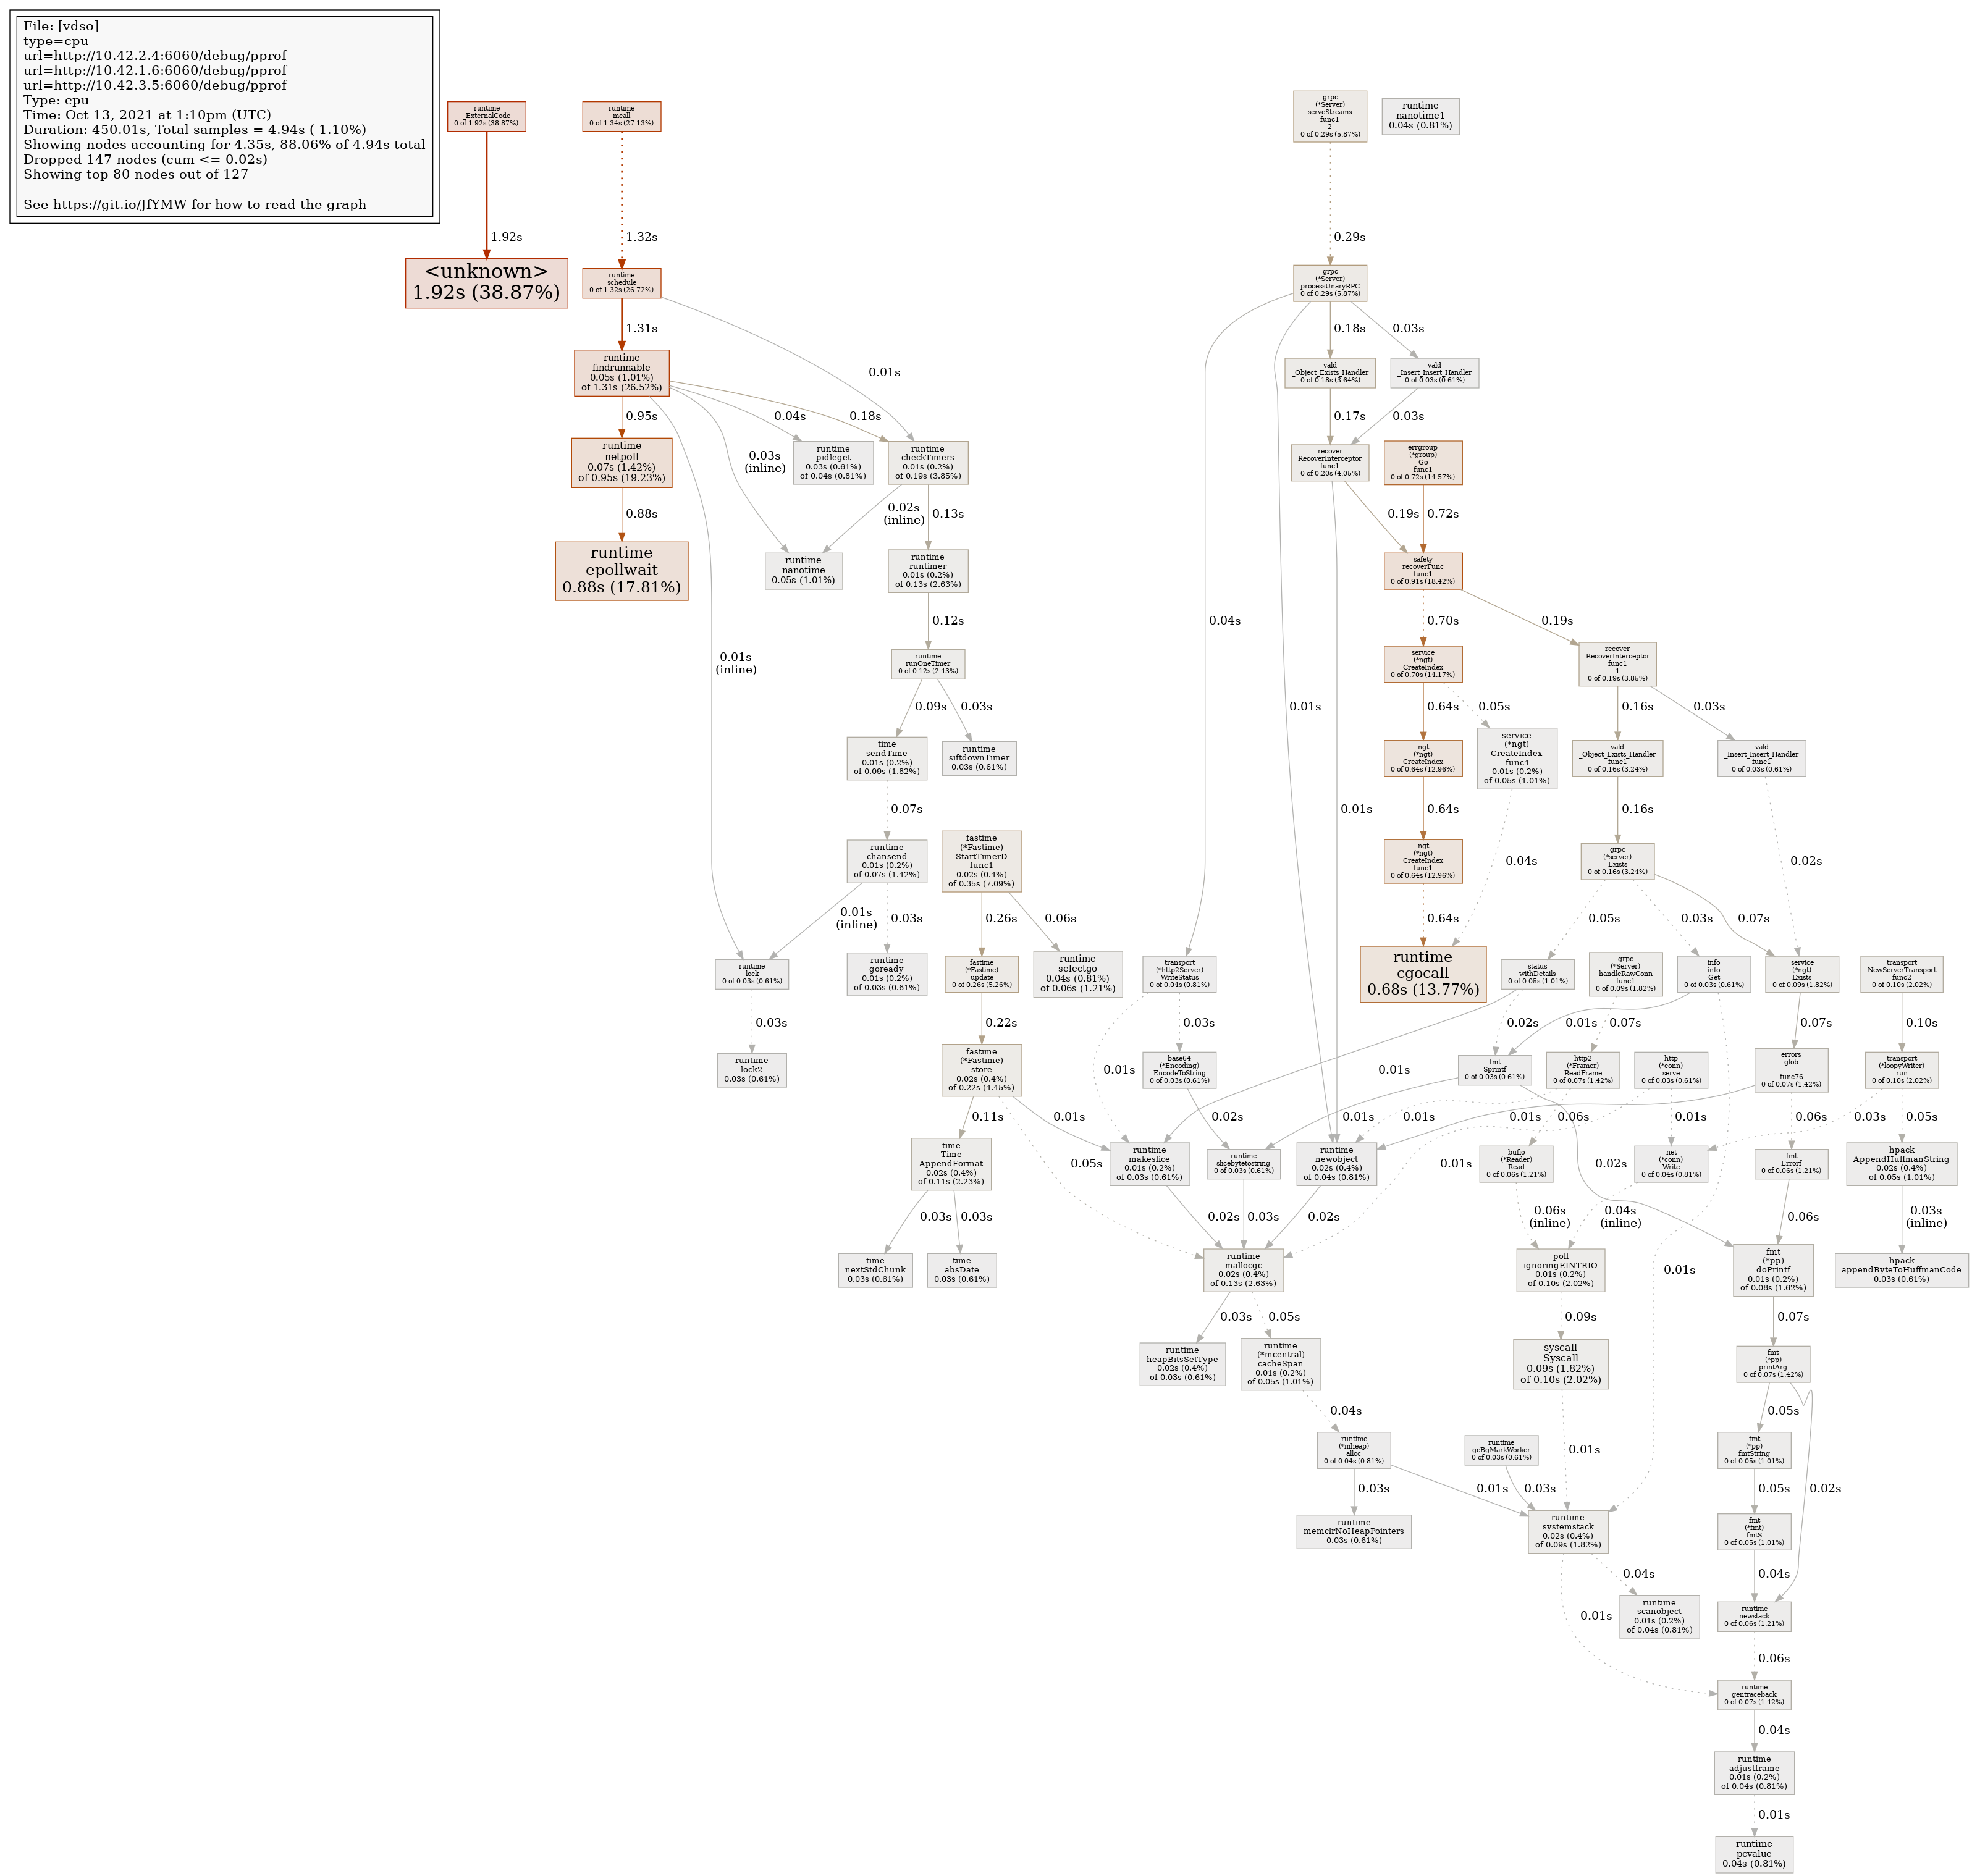 File: [vdso]
type=cpu
url=http://10.42.2.4:6060/debug/pprof
url=http://10.42.1.6:6060/debug/pprof
url=http://10.42.3.5:6060/debug/pprof
Type: cpu
Time: Oct 13, 2021 at 1:10pm (UTC)
Duration: 450.01s, Total samples = 4.94s ( 1.10%)
Showing nodes accounting for 4.35s, 88.06% of 4.94s total
Dropped 147 nodes (cum <= 0.02s)
Showing top 80 nodes out of 127
See https://git.io/JfYMW for how to read the graph
runtime
_ExternalCode
0 of 1.92s (38.87%)
runtime
mcall
0 of 1.34s (27.13%)
grpc
(*Server)
serveStreams
func1
2
0 of 0.29s (5.87%)
runtime
nanotime1
0.04s (0.81%)
1.92s
1.32s
0.29s
<unknown>
1.92s (38.87%)
runtime
schedule
0 of 1.32s (26.72%)
grpc
(*Server)
processUnaryRPC
0 of 0.29s (5.87%)
1.31s
0.01s
0.18s
0.03s
runtime
findrunnable
0.05s (1.01%)
of 1.31s (26.52%)
vald
_Object_Exists_Handler
0 of 0.18s (3.64%)
vald
_Insert_Insert_Handler
0 of 0.03s (0.61%)
0.95s
0.03s
(inline)
0.04s
0.18s
0.17s
0.03s
runtime
netpoll
0.07s (1.42%)
of 0.95s (19.23%)
runtime
pidleget
0.03s (0.61%)
of 0.04s (0.81%)
runtime
checkTimers
0.01s (0.2%)
of 0.19s (3.85%)
recover
RecoverInterceptor
func1
0 of 0.20s (4.05%)
errgroup
(*group)
Go
func1
0 of 0.72s (14.57%)
0.88s
0.02s
(inline)
0.13s
0.19s
0.72s
runtime
epollwait
0.88s (17.81%)
runtime
nanotime
0.05s (1.01%)
runtime
runtimer
0.01s (0.2%)
of 0.13s (2.63%)
safety
recoverFunc
func1
0 of 0.91s (18.42%)
0.12s
0.04s
0.70s
0.19s
0.01s
(inline)
runtime
runOneTimer
0 of 0.12s (2.43%)
service
(*ngt)
CreateIndex
0 of 0.70s (14.17%)
recover
RecoverInterceptor
func1
1
0 of 0.19s (3.85%)
0.09s
0.03s
0.01s
0.64s
0.05s
0.16s
0.03s
time
sendTime
0.01s (0.2%)
of 0.09s (1.82%)
runtime
siftdownTimer
0.03s (0.61%)
ngt
(*ngt)
CreateIndex
0 of 0.64s (12.96%)
service
(*ngt)
CreateIndex
func4
0.01s (0.2%)
of 0.05s (1.01%)
vald
_Object_Exists_Handler
func1
0 of 0.16s (3.24%)
vald
_Insert_Insert_Handler
func1
0 of 0.03s (0.61%)
0.07s
0.01s
0.64s
0.16s
runtime
chansend
0.01s (0.2%)
of 0.07s (1.42%)
fastime
(*Fastime)
StartTimerD
func1
0.02s (0.4%)
of 0.35s (7.09%)
ngt
(*ngt)
CreateIndex
func1
0 of 0.64s (12.96%)
grpc
(*server)
Exists
0 of 0.16s (3.24%)
0.04s
0.02s
0.01s
(inline)
0.03s
0.26s
0.06s
0.64s
0.05s
0.03s
0.07s
runtime
lock
0 of 0.03s (0.61%)
runtime
goready
0.01s (0.2%)
of 0.03s (0.61%)
fastime
(*Fastime)
update
0 of 0.26s (5.26%)
runtime
selectgo
0.04s (0.81%)
of 0.06s (1.21%)
transport
(*http2Server)
WriteStatus
0 of 0.04s (0.81%)
runtime
cgocall
0.68s (13.77%)
status
withDetails
0 of 0.05s (1.01%)
grpc
(*Server)
handleRawConn
func1
0 of 0.09s (1.82%)
info
info
Get
0 of 0.03s (0.61%)
service
(*ngt)
Exists
0 of 0.09s (1.82%)
transport
NewServerTransport
func2
0 of 0.10s (2.02%)
0.03s
0.22s
0.03s
0.02s
0.01s
0.07s
0.07s
0.10s
runtime
lock2
0.03s (0.61%)
fastime
(*Fastime)
store
0.02s (0.4%)
of 0.22s (4.45%)
0.01s
base64
(*Encoding)
EncodeToString
0 of 0.03s (0.61%)
0.01s
fmt
Sprintf
0 of 0.03s (0.61%)
http2
(*Framer)
ReadFrame
0 of 0.07s (1.42%)
http
(*conn)
serve
0 of 0.03s (0.61%)
errors
glob

func76
0 of 0.07s (1.42%)
transport
(*loopyWriter)
run
0 of 0.10s (2.02%)
0.11s
0.01s
0.02s
0.01s
0.01s
0.01s
0.06s
0.01s
0.06s
0.03s
0.05s
time
Time
AppendFormat
0.02s (0.4%)
of 0.11s (2.23%)
0.05s
runtime
makeslice
0.01s (0.2%)
of 0.03s (0.61%)
runtime
slicebytetostring
0 of 0.03s (0.61%)
runtime
newobject
0.02s (0.4%)
of 0.04s (0.81%)
0.01s
bufio
(*Reader)
Read
0 of 0.06s (1.21%)
0.02s
net
(*conn)
Write
0 of 0.04s (0.81%)
fmt
Errorf
0 of 0.06s (1.21%)
hpack
AppendHuffmanString
0.02s (0.4%)
of 0.05s (1.01%)
0.03s
0.03s
0.02s
0.03s
0.02s
0.06s
(inline)
0.04s
(inline)
0.06s
0.03s
(inline)
time
nextStdChunk
0.03s (0.61%)
time
absDate
0.03s (0.61%)
runtime
mallocgc
0.02s (0.4%)
of 0.13s (2.63%)
poll
ignoringEINTRIO
0.01s (0.2%)
of 0.10s (2.02%)
0.01s
fmt
(*pp)
doPrintf
0.01s (0.2%)
of 0.08s (1.62%)
hpack
appendByteToHuffmanCode
0.03s (0.61%)
0.03s
0.05s
0.09s
0.07s
runtime
heapBitsSetType
0.02s (0.4%)
of 0.03s (0.61%)
runtime
(*mcentral)
cacheSpan
0.01s (0.2%)
of 0.05s (1.01%)
syscall
Syscall
0.09s (1.82%)
of 0.10s (2.02%)
fmt
(*pp)
printArg
0 of 0.07s (1.42%)
0.04s
0.05s
runtime
(*mheap)
alloc
0 of 0.04s (0.81%)
runtime
gcBgMarkWorker
0 of 0.03s (0.61%)
0.01s
fmt
(*pp)
fmtString
0 of 0.05s (1.01%)
0.03s
0.01s
0.03s
0.05s
0.02s
runtime
memclrNoHeapPointers
0.03s (0.61%)
runtime
systemstack
0.02s (0.4%)
of 0.09s (1.82%)
fmt
(*fmt)
fmtS
0 of 0.05s (1.01%)
0.04s
0.04s
0.01s
runtime
scanobject
0.01s (0.2%)
of 0.04s (0.81%)
runtime
newstack
0 of 0.06s (1.21%)
0.06s
runtime
gentraceback
0 of 0.07s (1.42%)
0.04s
runtime
adjustframe
0.01s (0.2%)
of 0.04s (0.81%)
0.01s
runtime
pcvalue
0.04s (0.81%)